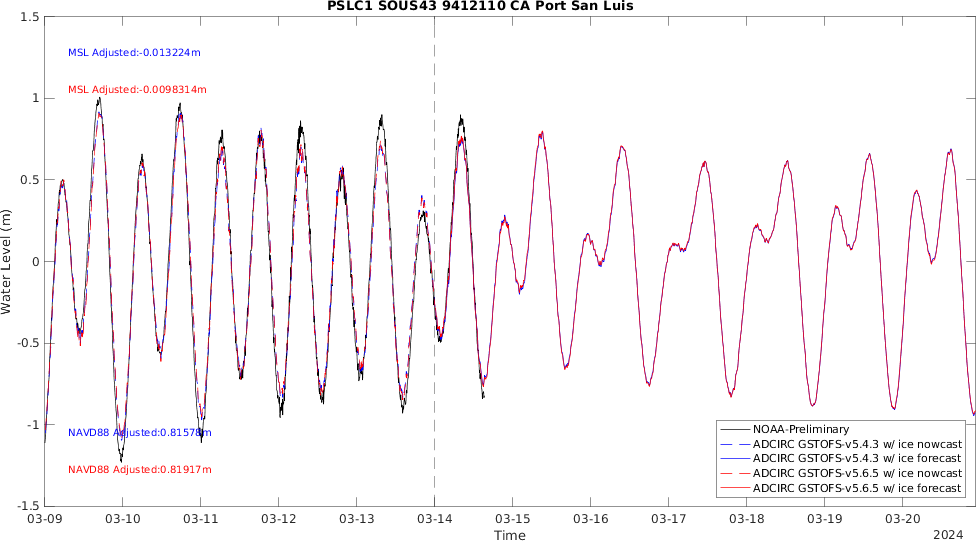 PSLC1 SOUS43 9412110 CA Port San Luis
1.5
1
0.5
0
-0.5
-1
-1.5
Water Level (m)
MSL Adjusted:-0.013224m
MSL Adjusted:-0.0098314m
NAVD88 Adjusted:0.81578m
NAVD88 Adjusted:0.81917m
NOAA-Preliminary
ADCIRC GSTOFS-v5.4.3 w/ ice nowcast
ADCIRC GSTOFS-v5.4.3 w/ ice forecast
ADCIRC GSTOFS-v5.6.5 w/ ice nowcast
ADCIRC GSTOFS-v5.6.5 w/ ice forecast
03-09 03-10 03-11 03-12 03-13 03-14 03-15 03-16 03-17 03-18 03-19 03-20
Time
2024